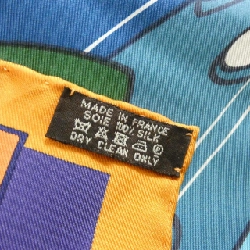 MADE IN FRANCE
SOIE 100% SILK
DRY CLEAN ONLY